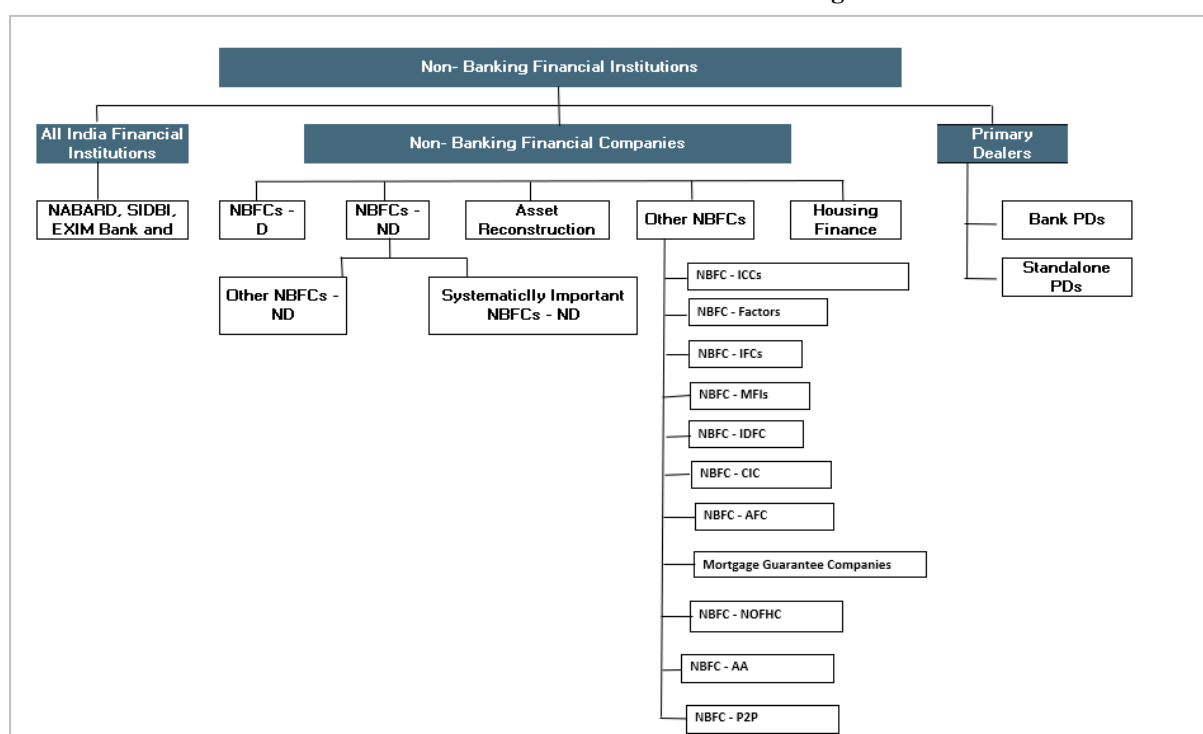 Non- Banking Financial Institutions
All India Financial
Institutions
Non- Banking Financial Companies
Primary
Dealers
NABARD, SIDBI,
EXIM Bank and
NBFCs -
D
NBFCs -
ND
Asset
Reconstruction
Other NBFCs
Housing
Finance
Bank PDs
Standalone
PDs
Other NBFCs -
ND
Systematiclly Important
NBFCs - ND
NBFC - ICCs
NBFC - Factors
NBFC - IFCs
NBFC - MFIs
NBFC - IDFC
NBFC - CIC
NBFC - AFC
Mortgage Guarantee Companies
NBFC - NOFHC
NBFC - AA
NBFC - P2P